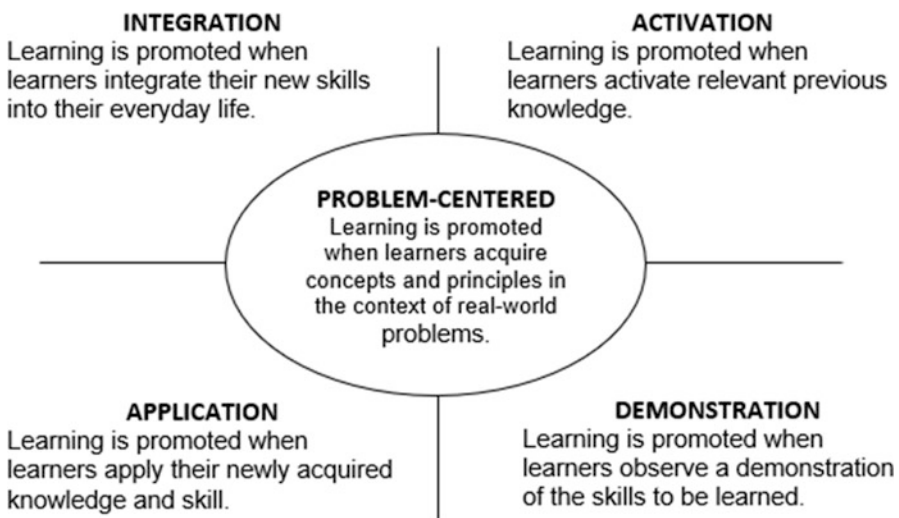 INTEGRATION
Learning is promoted when
learners integrate their new skills
into their everyday life.
ACTIVATION
Learning is promoted when
learners activate relevant previous
knowledge.
PROBLEM-CENTERED
Learning is promoted
when learners acquire
concepts and principles in
the context of real-world
problems.
APPLICATION
Learning is promoted when
learners apply their newly acquired
knowledge and skill.
DEMONSTRATION
Learning is promoted when
learners observe a demonstration
of the skills to be learned.